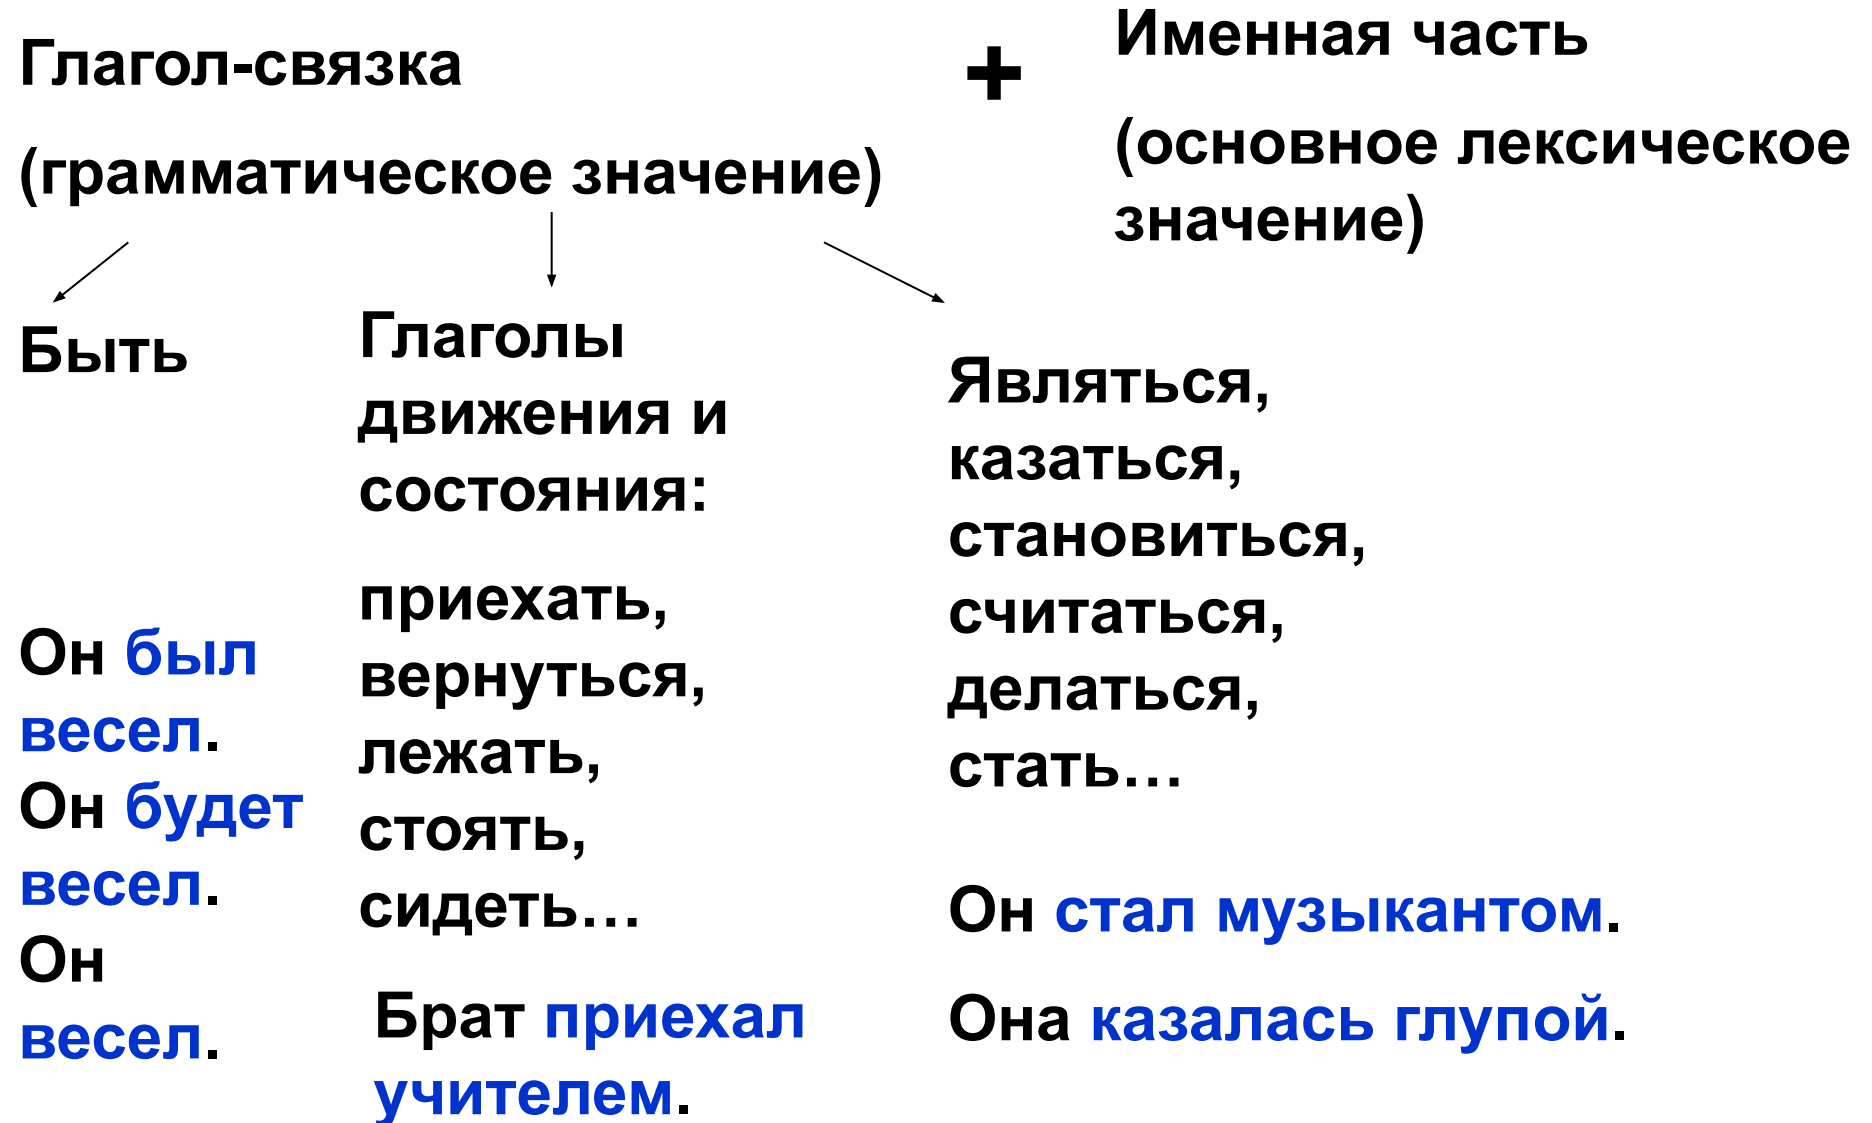 Глагол-связка
(грамматическое значение)
+
Именная часть
(основное лексическое
значение)
Быть
Он был
весел.
Он будет
весел.
Он
весел.
Глаголы
движения и
состояния:
приехать,
вернуться,
лежать,
стоять,
сидеть…
Брат приехал
учителем.
Являться,
казаться,
становиться,
считаться,
делаться,
стать…
Он стал музыкантом.
Она казалась глупой.